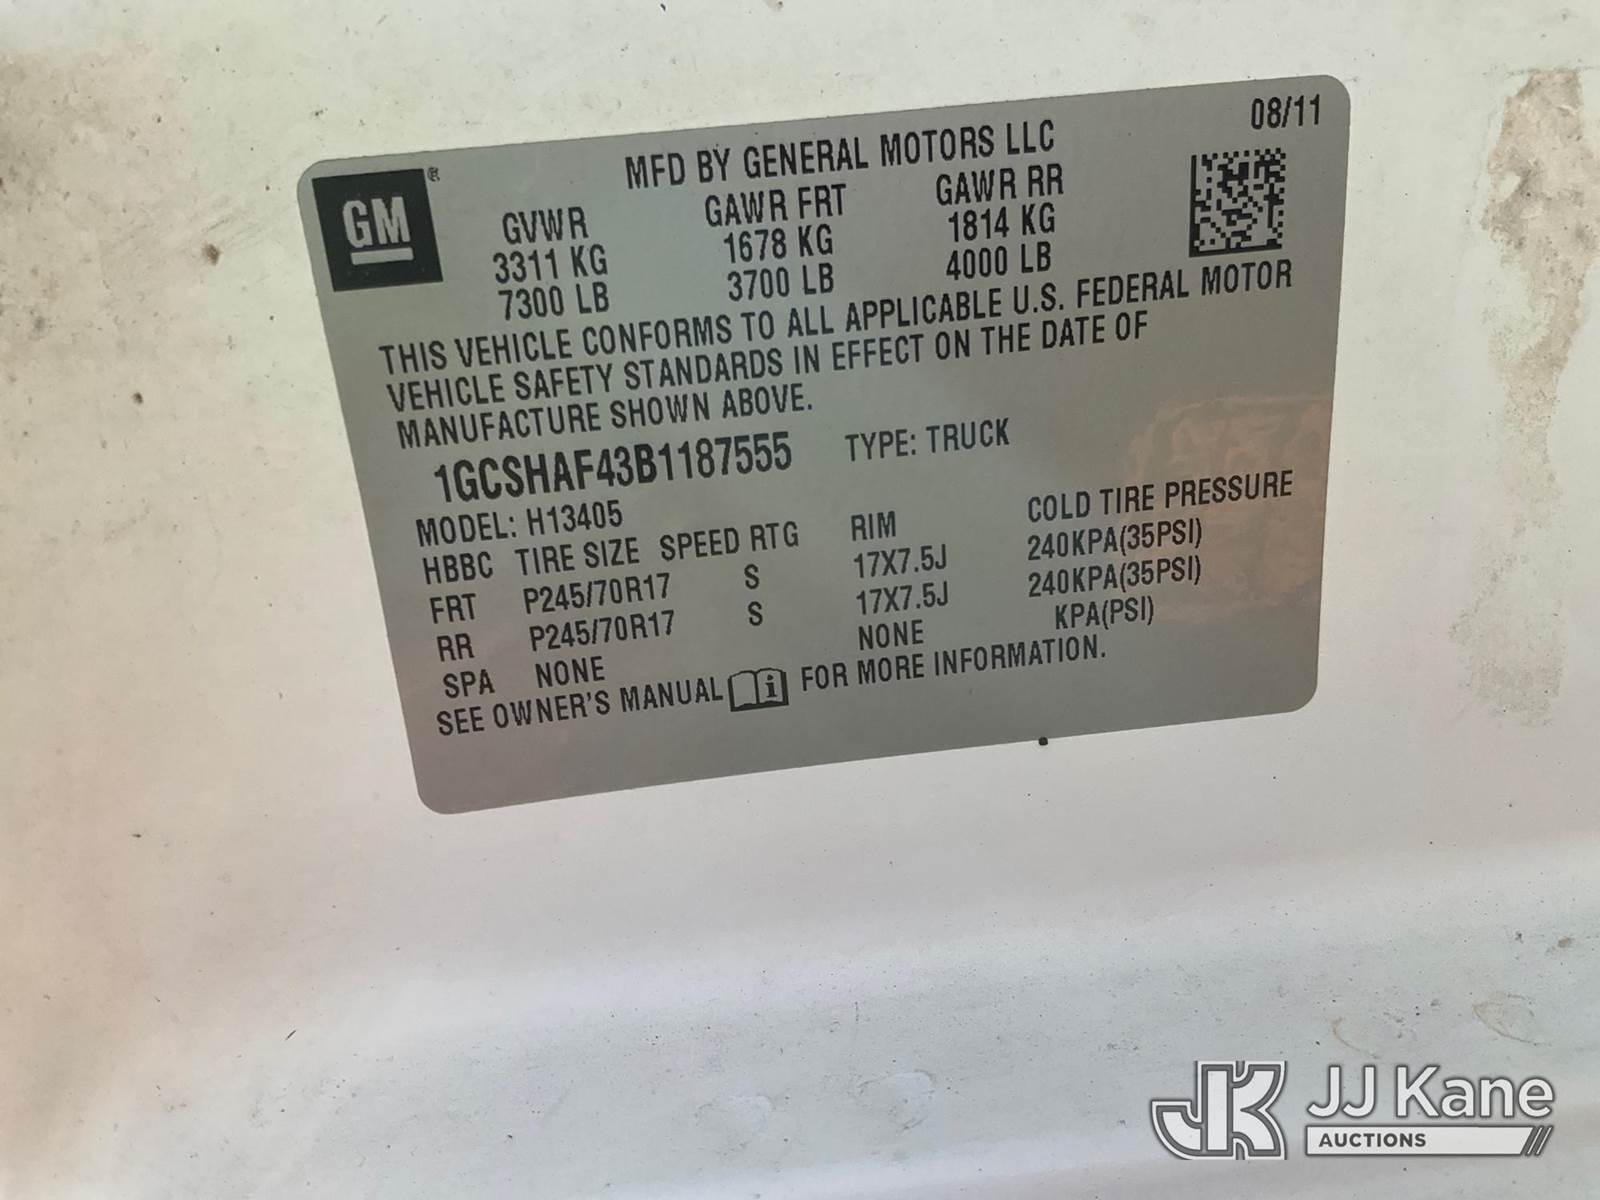 08/11
GM ®
MFD BY GENERAL MOTORS LLC
GVWR GAWR FRT GAWR RR
3311 KG 1678 KG 1814 KG
7300 LB 3700 LB 4000 LB
THIS VEHICLE CONFORMS TO ALL APPLICABLE U.S. FEDERAL MOTOR
VEHICLE SAFETY STANDARDS IN EFFECT ON THE DATE OF
MANUFACTURE SHOWN ABOVE.
1GCSHAF43B1187555 TYPE: TRUCK
MODEL: H13405
HBBC TIRE SIZE SPEED RTG RIM COLD TIRE PRESSURE
FRT P245/70R17 S 17X7.5J 240KPA(35PSI)
RR P245/70R17 S 17X7.5J 240KPA(35PSI)
SPA NONE NONE KPA(PSI)
SEE OWNER'S MANUAL i FOR MORE INFORMATION.
JK JJ Kane
AUCTIONS